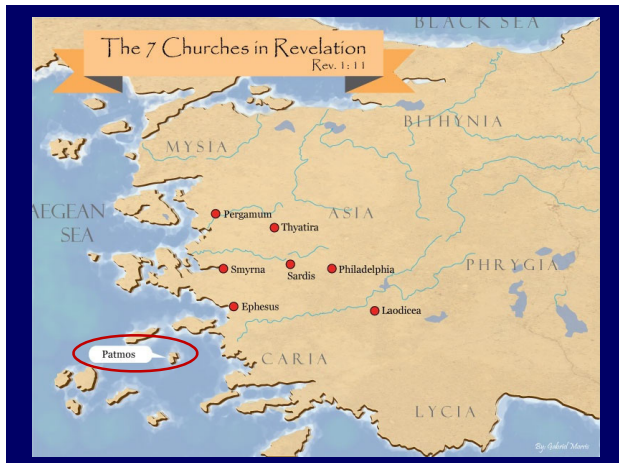 BLACK SEA
The 7 Churches in Revelation
Rev. 1:11
BITHYNIA
MYSIA
AEGEAN
SEA
Pergamum
ASIA
Thyatira
Smyrna
Sardis
Philadelphia
PHRYGIA
Ephesus
Laodicea
Patmos
CARIA
LYCIA
By: Gabriel Morris